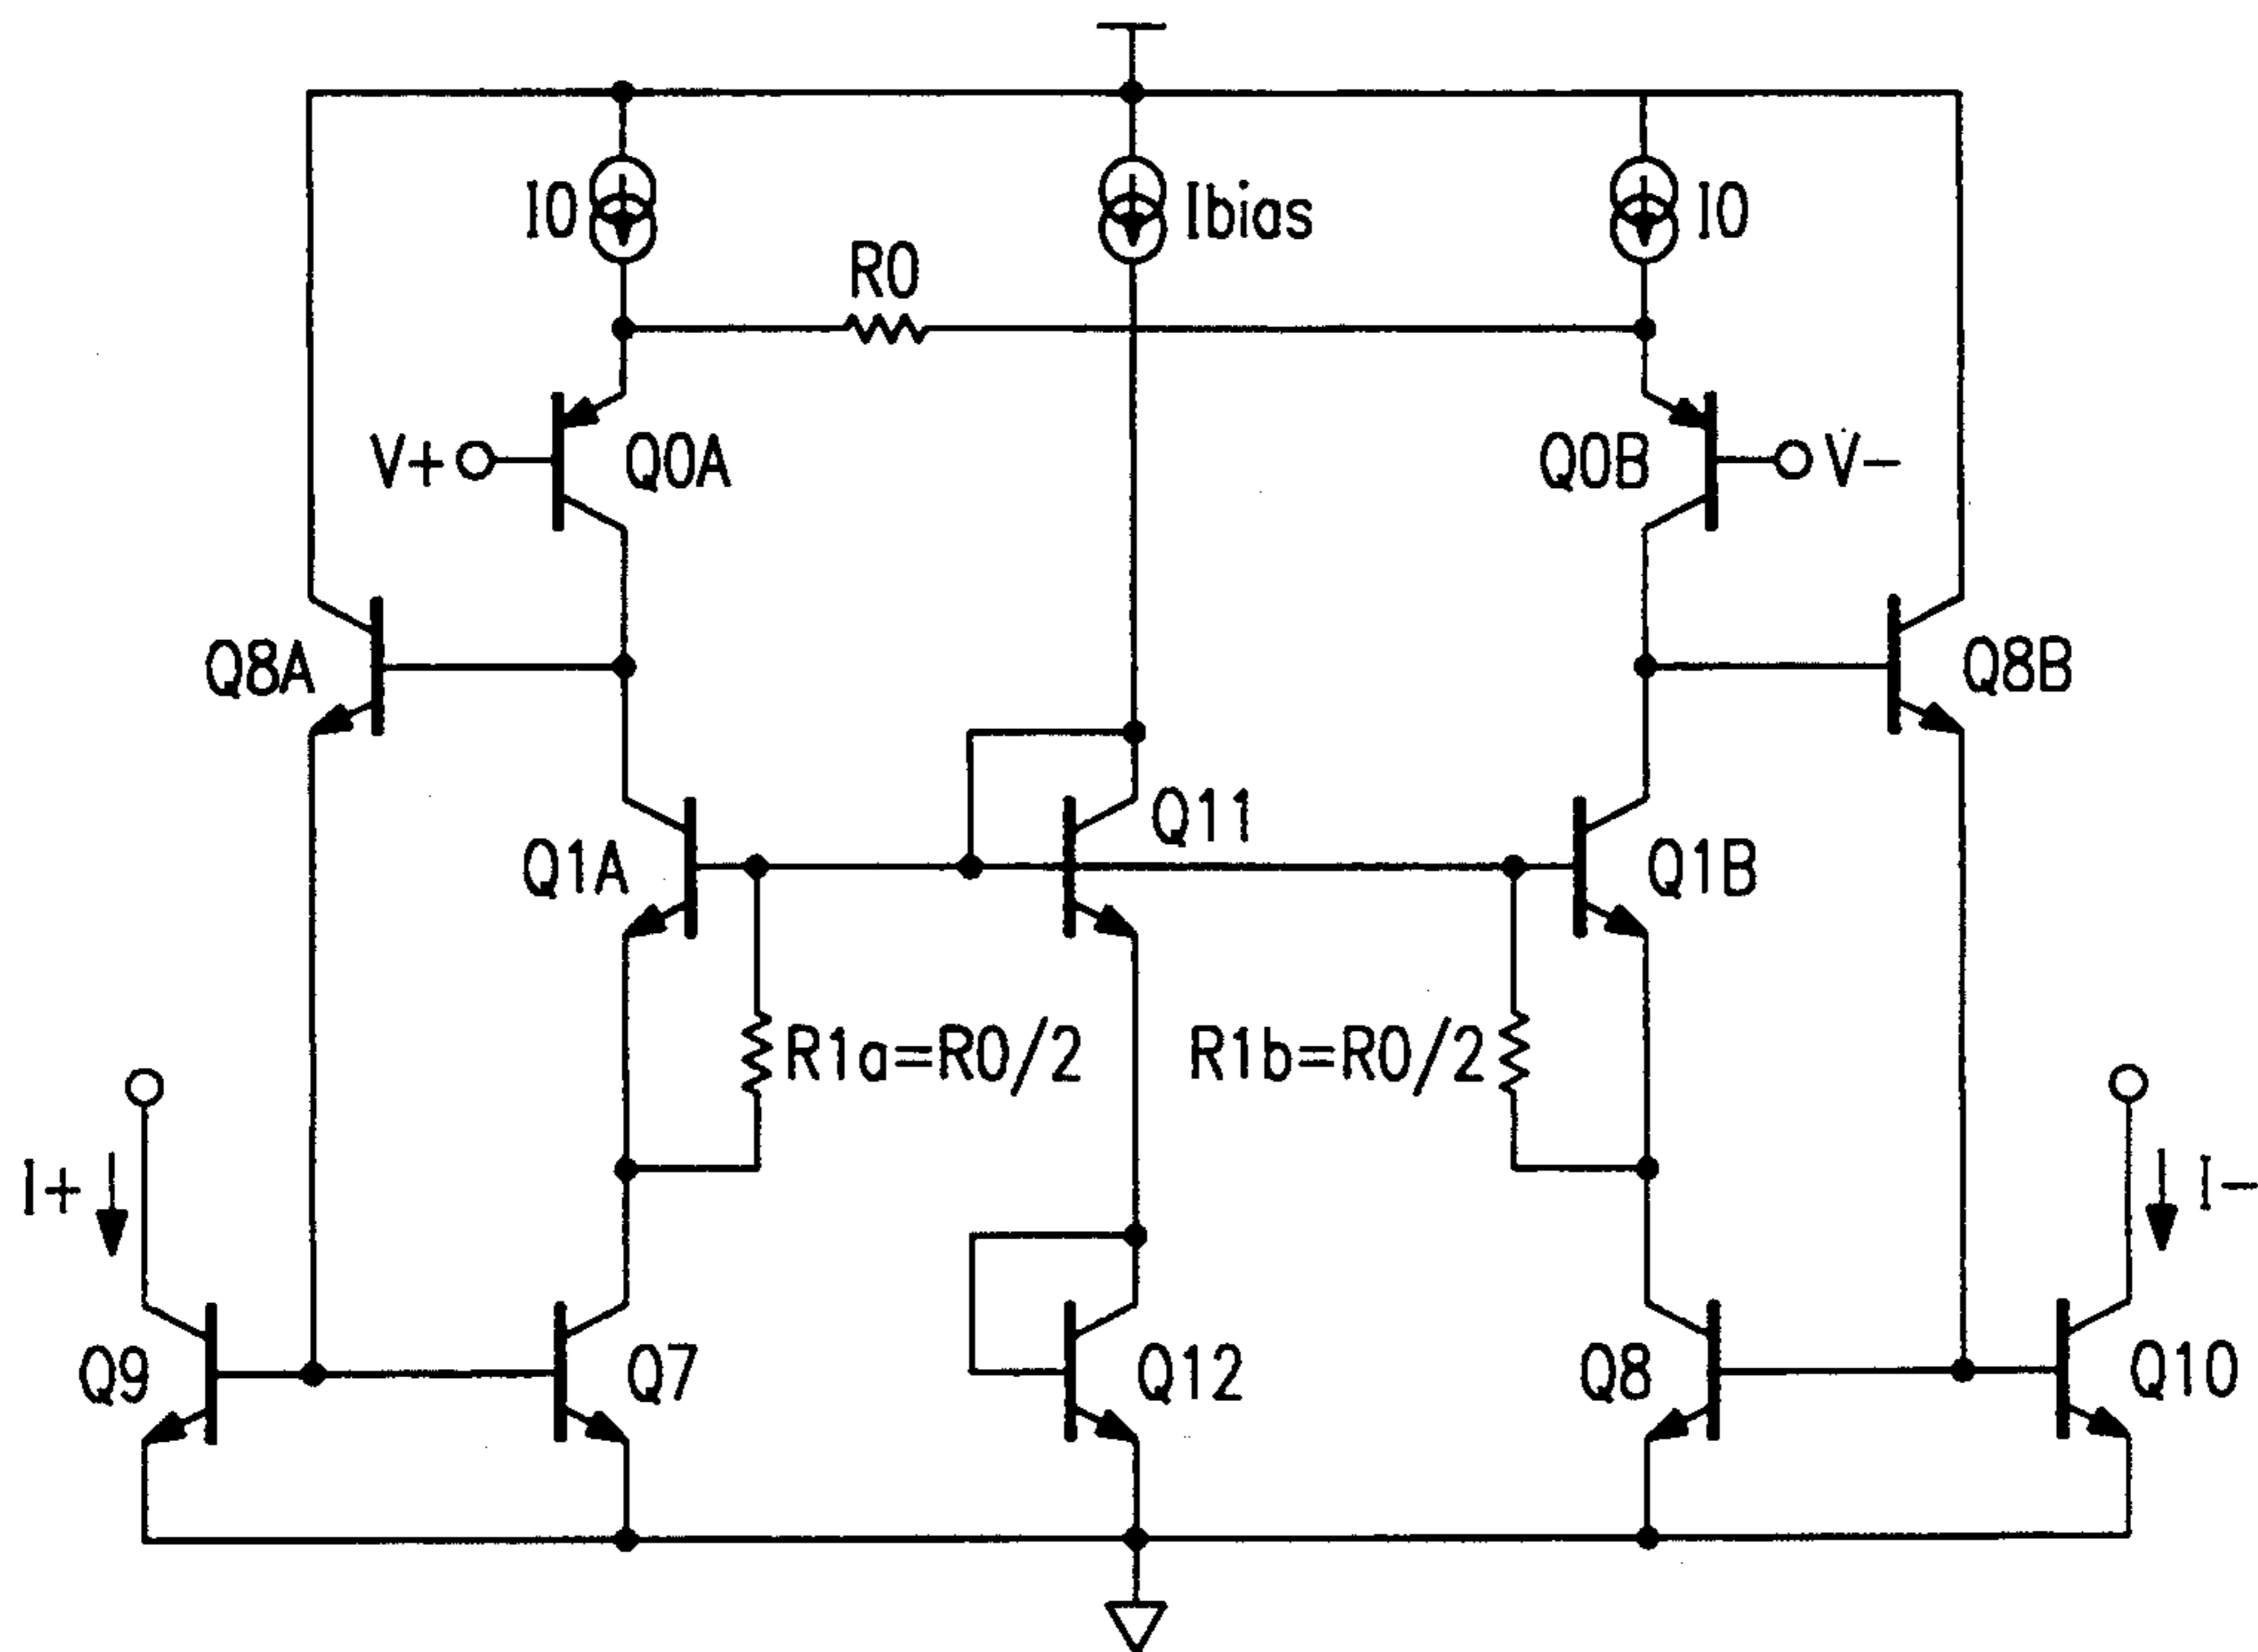 I0
Ibias
I0
R0
V+
Q0A
Q0B
V-
Q8A
Q8B
Q11
Q1A
Q1B
R1a=R0/2
R1b=R0/2
I+
I-
Q9
Q7
Q12
Q8
Q10